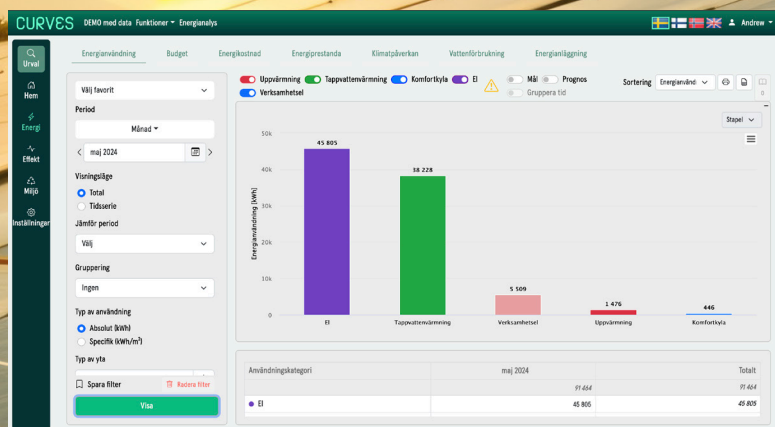 CURVES DEMO med data Funktioner Energianalys Andrew
Urval
Hem
Energi
Effekt
Miljö
Inställningar
Energianvändning Budget Energikostnad Energiprestanda Klimatpåverkan Vattenförbrukning Energianläggning
Välj favorit
Period
Månad
maj 2024
Visningsläge
Total
Tidsserie
Jämför period
Välj
Gruppering
Ingen
Typ av användning
Absolut (kWh)
Specifik (kWh/m²)
Typ av yta
Spara filter Radera filter
Visa
Uppvärmning Tappvattenvärmning Komfortkyla El Mål Prognos
Verksamhetsel Gruppera tid
Sortering Energianvändi
0
Stapel
Energianvändning [kWh]
50k
40k
30k
20k
10k
0
45 805
38 228
5 509
1 476
446
El Tappvattenvärmning Verksamhetsel Uppvärmning Komfortkyla
Användningskategori maj 2024 Totalt
91 464 91 464
El 45 805 45 805